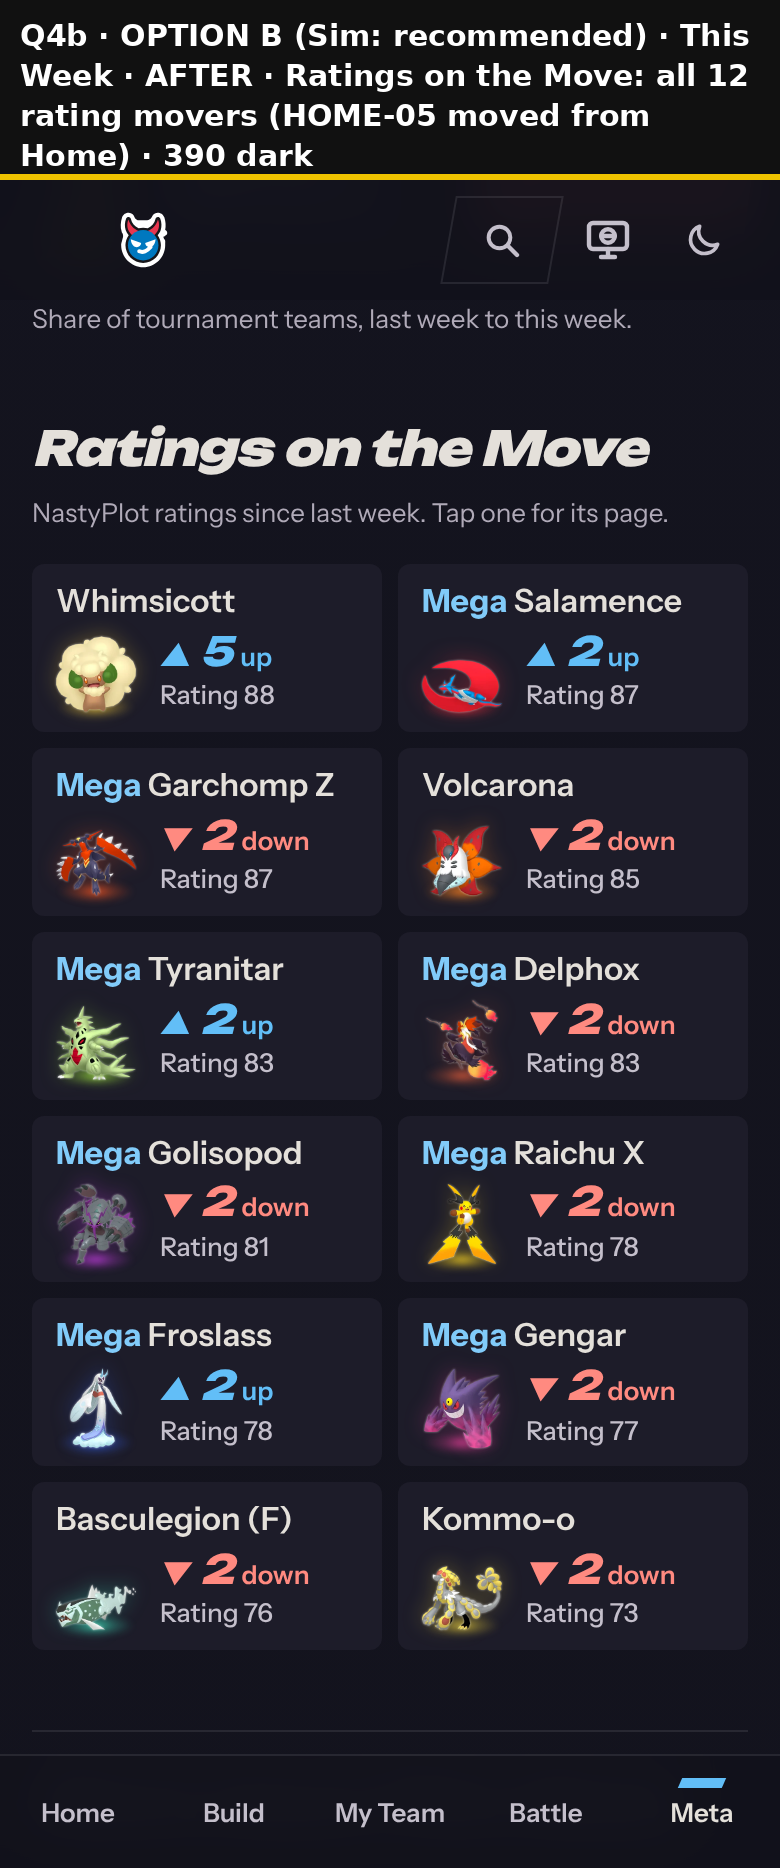 Q4b · OPTION B (Sim: recommended) · This
Week · AFTER · Ratings on the Move: all 12
rating movers (HOME-05 moved from
Home) · 390 dark
Share of tournament teams, last week to this week.
Ratings on the Move
NastyPlot ratings since last week. Tap one for its page.
Whimsicott
▲ 5 up
Rating 88
Mega Salamence
▲ 2 up
Rating 87
Mega Garchomp Z
▼ 2 down
Rating 87
Volcarona
▼ 2 down
Rating 85
Mega Tyranitar
▲ 2 up
Rating 83
Mega Delphox
▼ 2 down
Rating 83
Mega Golisopod
▼ 2 down
Rating 81
Mega Raichu X
▼ 2 down
Rating 78
Mega Froslass
▲ 2 up
Rating 78
Mega Gengar
▼ 2 down
Rating 77
Basculegion (F)
▼ 2 down
Rating 76
Kommo-o
▼ 2 down
Rating 73
Home
Build
My Team
Battle
Meta